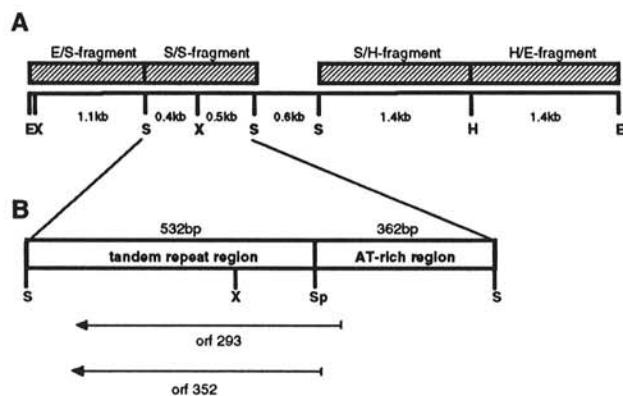 A
E/S-fragment S/S-fragment S/H-fragment H/E-fragment
1.1kb 0.4kb 0.5kb 0.6kb 1.4kb 1.4kb
EX S X S S H E
B
532bp 362bp
tandem repeat region AT-rich region
S X Sp S
orf 293
orf 352